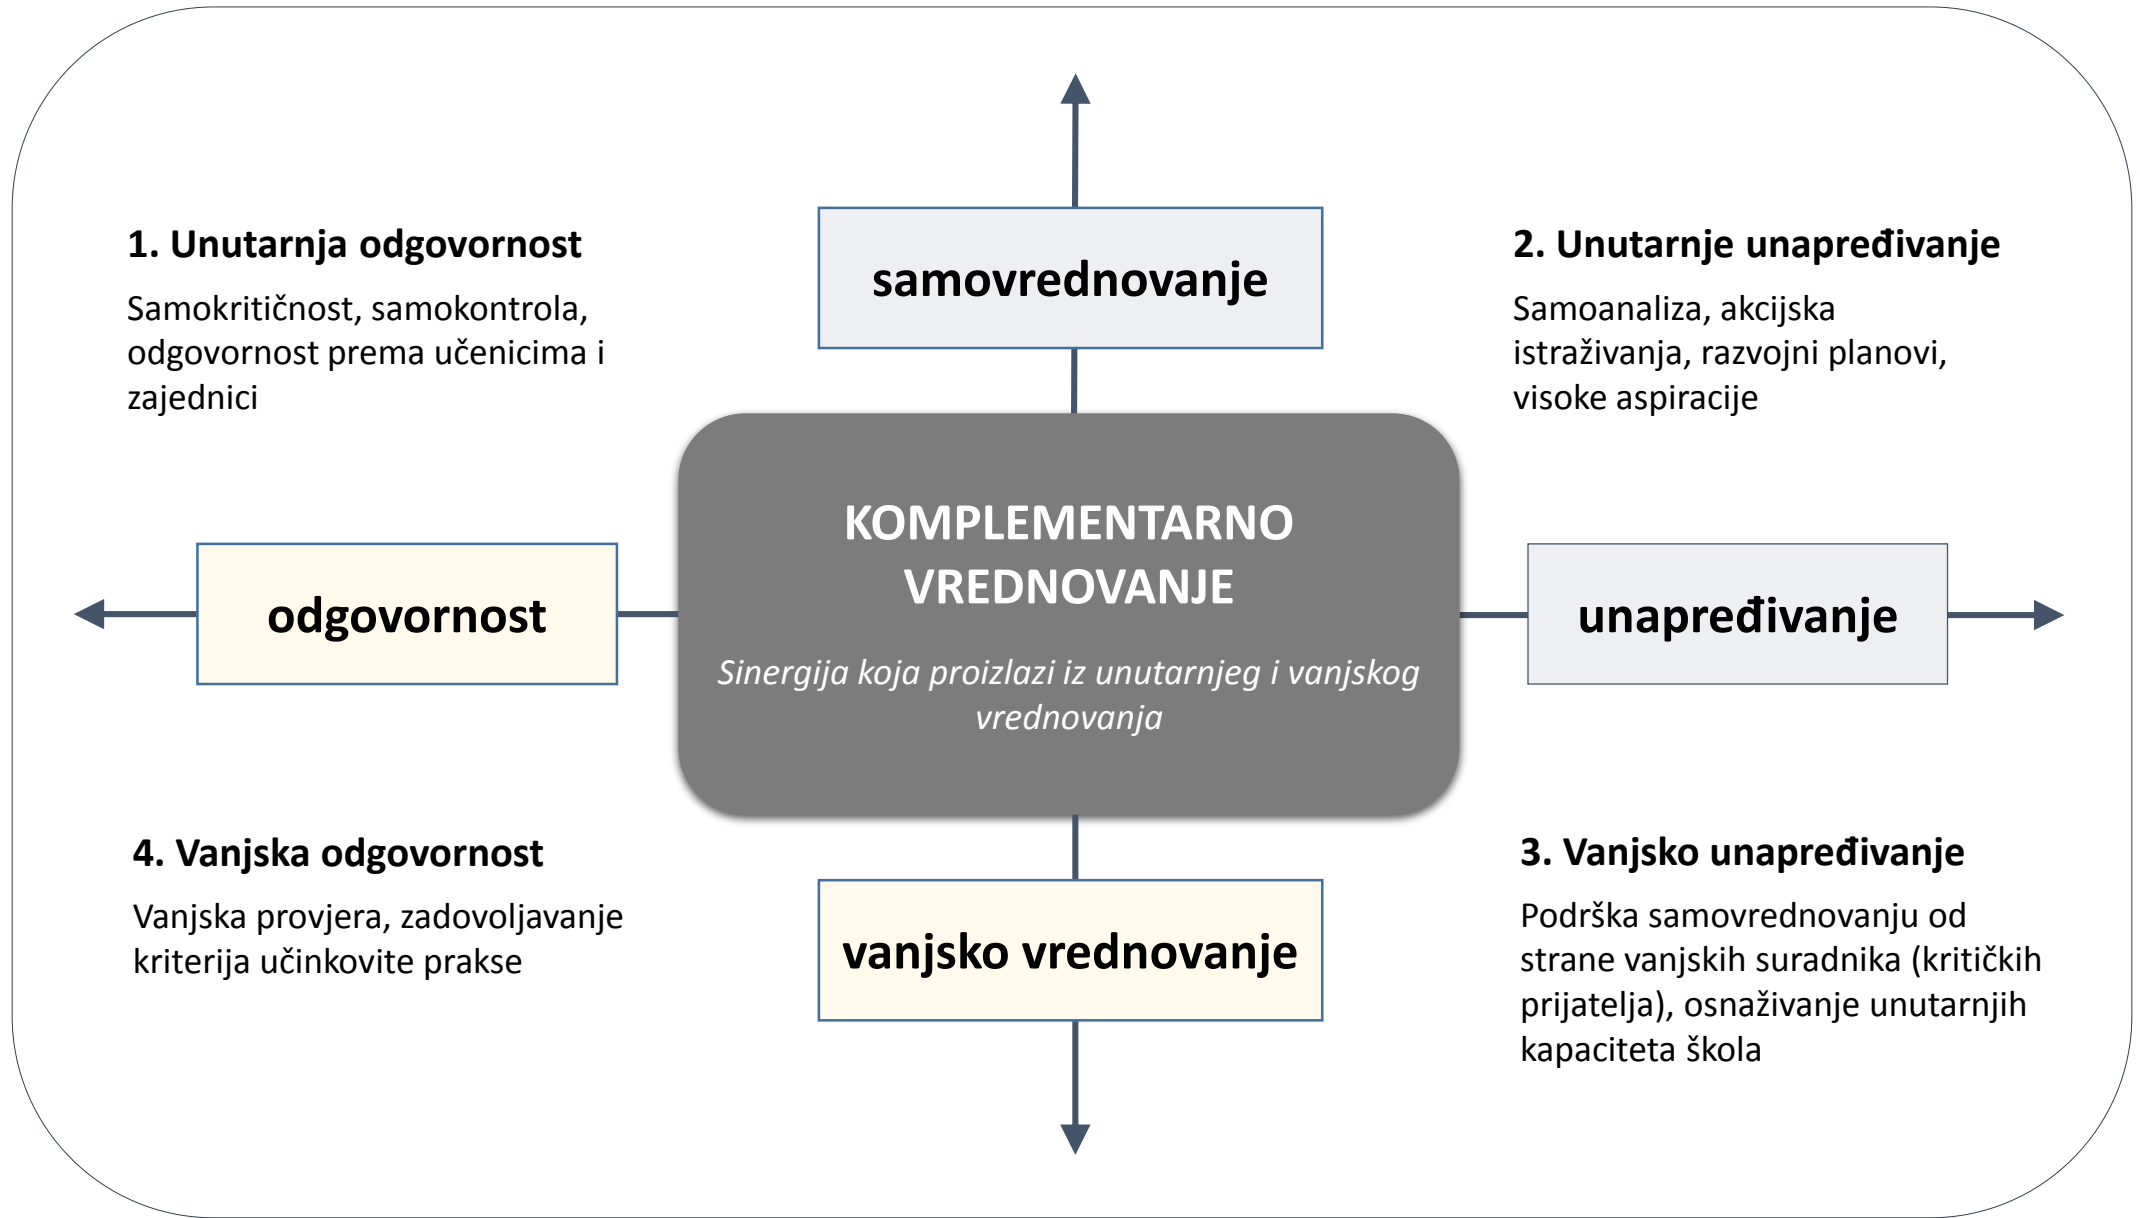 1. Unutarnja odgovornost
Samokritičnost, samokontrola,
odgovornost prema učenicima i
zajednici
samovrednovanje
2. Unutarnje unapređivanje
Samoanaliza, akcijska
istraživanja, razvojni planovi,
visoke aspiracije
odgovornost
KOMPLEMENTARNO
VREDNOVANJE
Sinergija koja proizlazi iz unutarnjeg i vanjskog
vrednovanja
unapređivanje
4. Vanjska odgovornost
Vanjska provjera, zadovoljavanje
kriterija učinkovite prakse
vanjsko vrednovanje
3. Vanjsko unapređivanje
Podrška samovrednovanju od
strane vanjskih suradnika (kritičkih
prijatelja), osnaživanje unutarnjih
kapaciteta škola